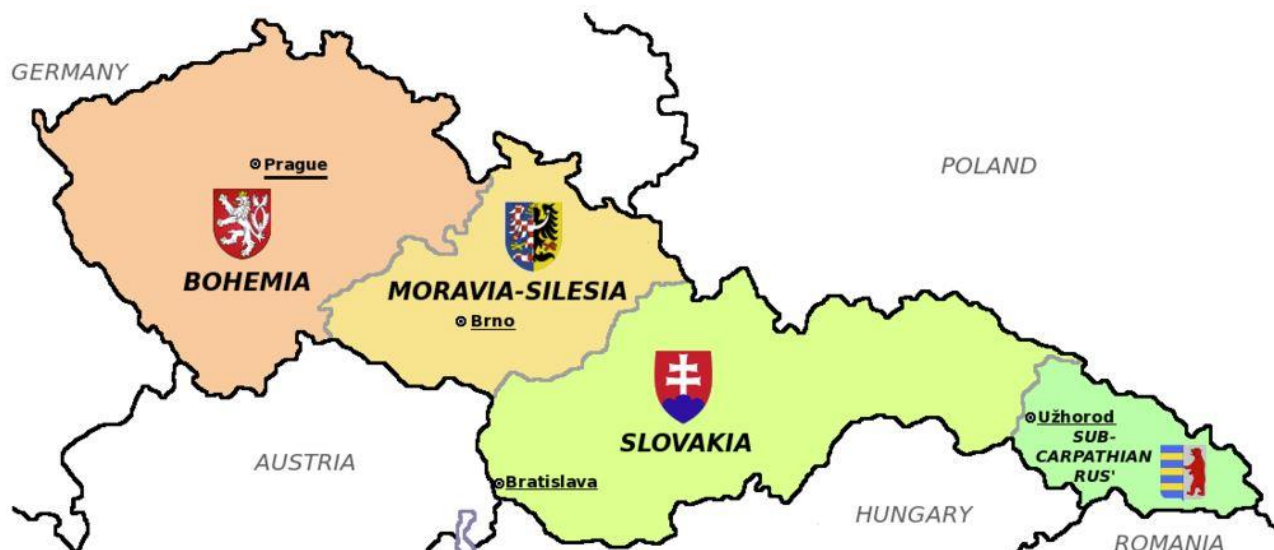 GERMANY
POLAND
Prague
BOHEMIA
MORAVIA-SILESIA
Brno
Užhorod
SUB-
CARPATHIAN
RUS'
SLOVAKIA
AUSTRIA
Bratislava
HUNGARY
ROMANIA